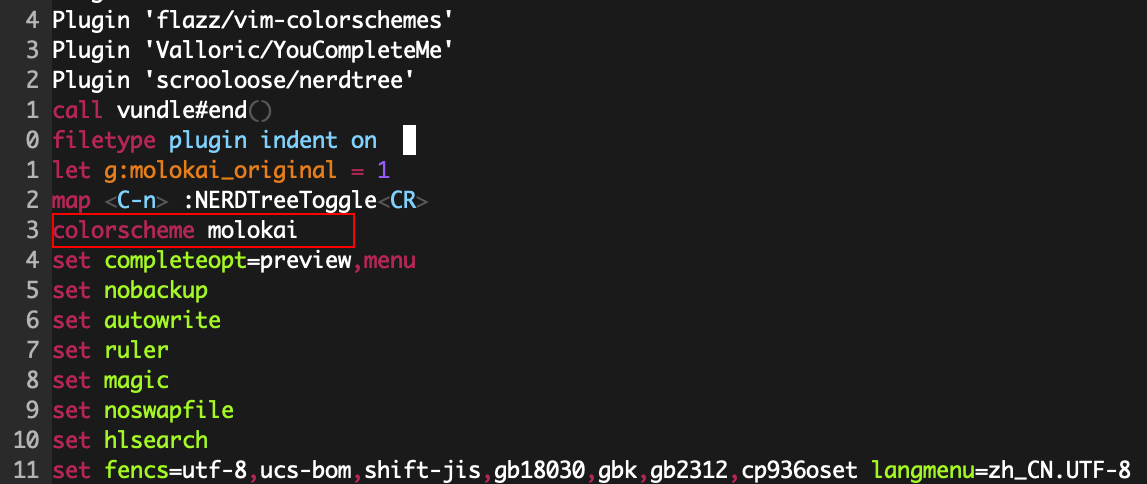 4 Plugin 'flazz/vim-colorschemes'
3 Plugin 'Valloric/YouCompleteMe'
2 Plugin 'scrooloose/nerdtree'
1 call vundle#end()
0 filetype plugin indent on
1 let g:molokai_original = 1
2 map <C-n> :NERDTreeToggle<CR>
3 colorscheme molokai
4 set completeopt=preview,menu
5 set nobackup
6 set autowrite
7 set ruler
8 set magic
9 set noswapfile
10 set hlsearch
11 set fencs=utf-8,ucs-bom,shift-jis,gb18030,gbk,gb2312,cp936oset langmenu=zh_CN.UTF-8